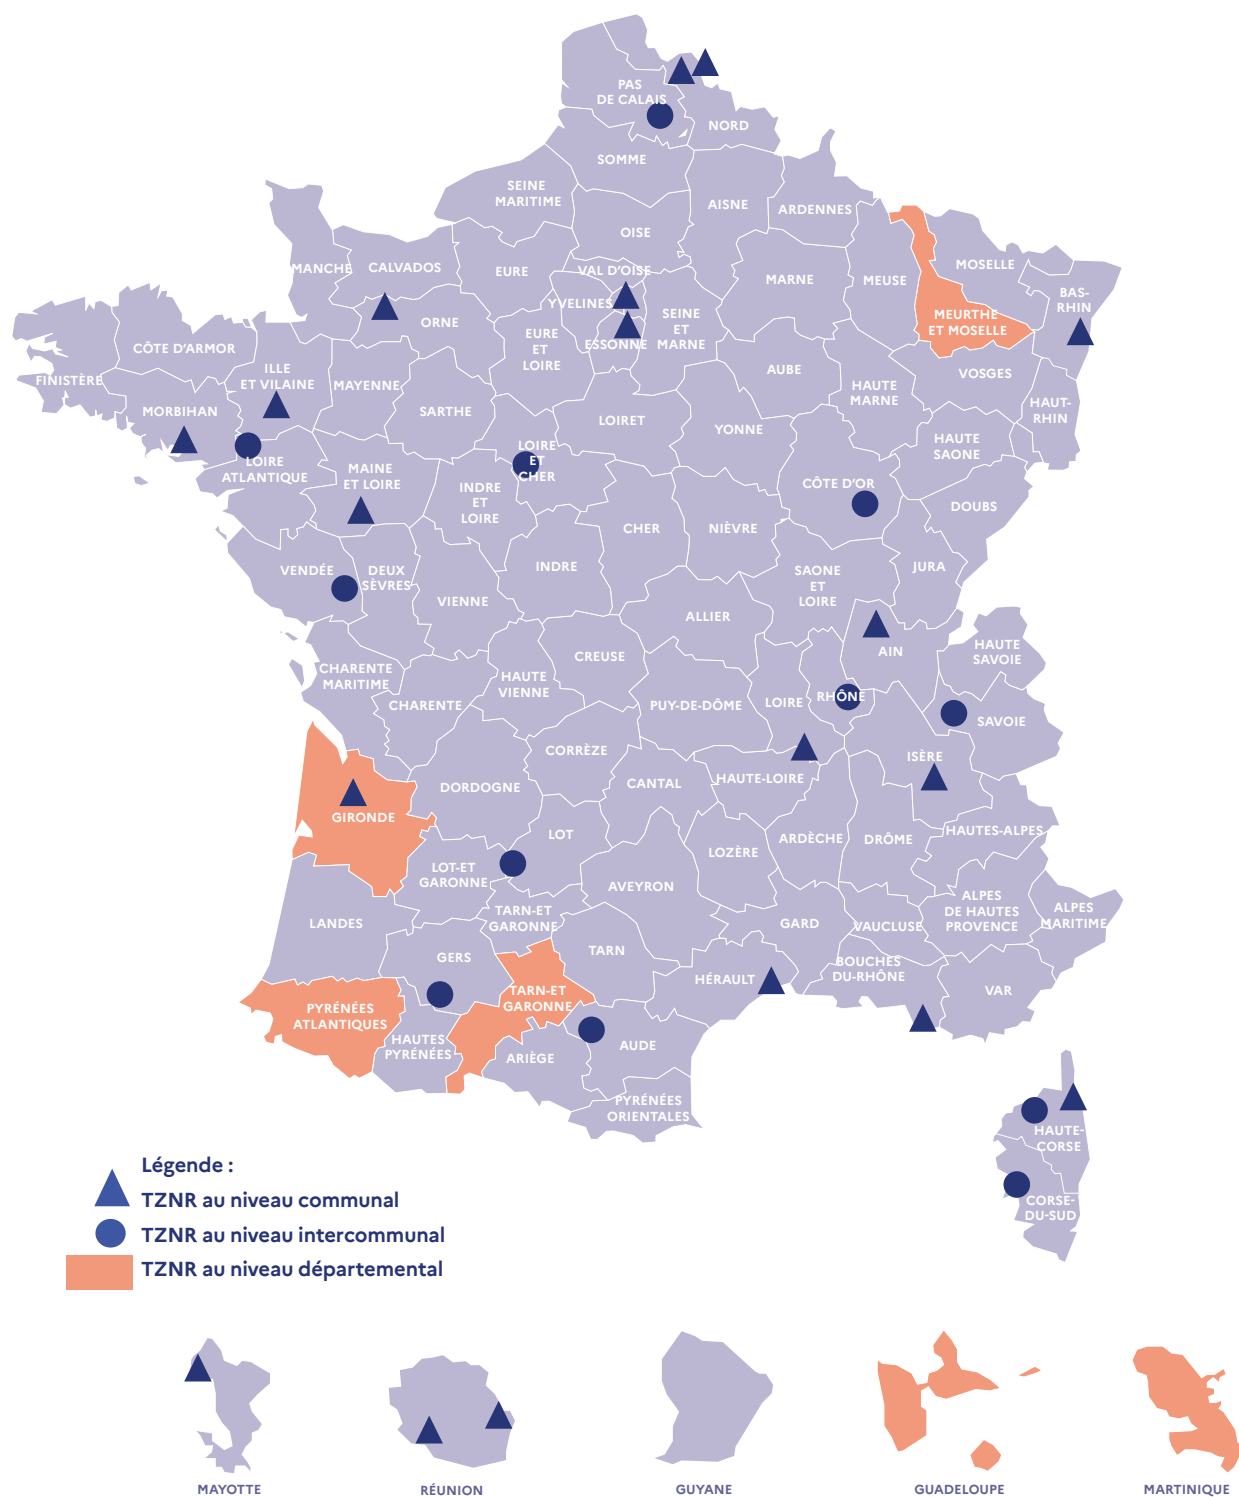 PAS
DE CALAIS
NORD
SOMME
SEINE
MARITIME
AISNE
ARDENNES
OISE
MANCHE
CALVADOS
EURE
VAL D'OISE
MARNE
MEUSE
MOSELLE
BAS-
RHIN
YVELINES
ORNE
SEINE
ET
MARNE
MEURTHE
ET MOSELLE
EURE
ET
LOIR
ESSONNE
CÔTE D'ARMOR
FINISTÈRE
ILLE
ET VILAINE
MAYENNE
AUBE
HAUTE
MARNE
VOSGES
MORBIHAN
SARTHE
LOIRET
YONNE
HAUT-
RHIN
HAUTE
SAONE
LOIRE
ET
CHER
LOIRE
ATLANTIQUE
MAINE
ET LOIRE
INDRE
ET
LOIRE
CÔTE D'OR
DOUBS
CHER
NIÈVRE
VENDÉE
DEUX
SÈVRES
INDRE
SAONE
ET
LOIRE
JURA
VIENNE
ALLIER
AIN
HAUTE
SAVOIE
CHARENTE
MARITIME
HAUTE
VIENNE
CREUSE
CHARENTE
PUY-DE-DÔME
LOIRE
RHÔNE
SAVOIE
CORRÈZE
ISÈRE
DORDOGNE
CANTAL
HAUTE-LOIRE
GIRONDE
LOT
LOZÈRE
ARDÈCHE
DRÔME
HAUTES-ALPES
LOT-ET
GARONNE
AVEYRON
ALPES
DE HAUTES
PROVENCE
ALPES
MARITIME
LANDES
TARN-ET
GARONNE
GARD
VAUCLUSE
GERS
TARN
HÉRAULT
BOUCHES
DU-RHÔNE
VAR
PYRÉNÉES
ATLANTIQUES
TARN-ET
GARONNE
HAUTES
PYRÉNÉES
ARIÈGE
AUDE
PYRÉNÉES
ORIENTALES
HAUTE-
CORSE
CORSE-
DU-SUD
Légende :
TZNR au niveau communal
TZNR au niveau intercommunal
TZNR au niveau départemental
MAYOTTE
RÉUNION
GUYANE
GUADELOUPE
MARTINIQUE